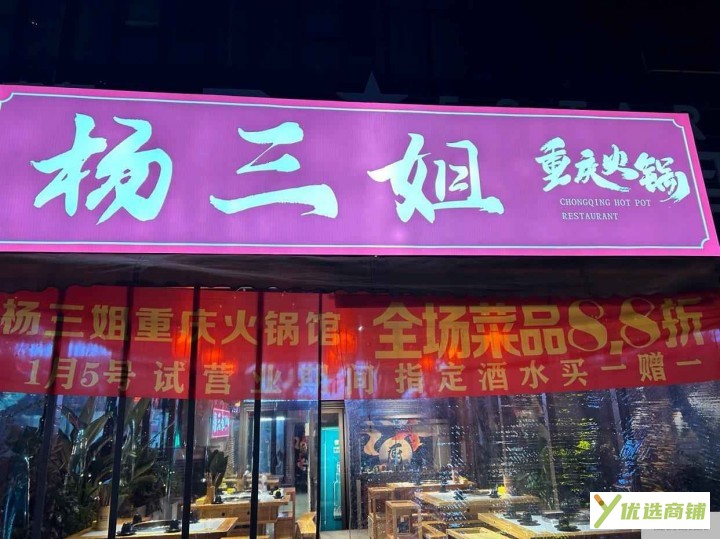 杨三姐 重庆火锅
CHONGQING HOT POT
RESTAURANT
杨三姐重庆火锅馆 全场菜品8.8折
1月5号试营业期间指定酒水买一赠一
优选商铺